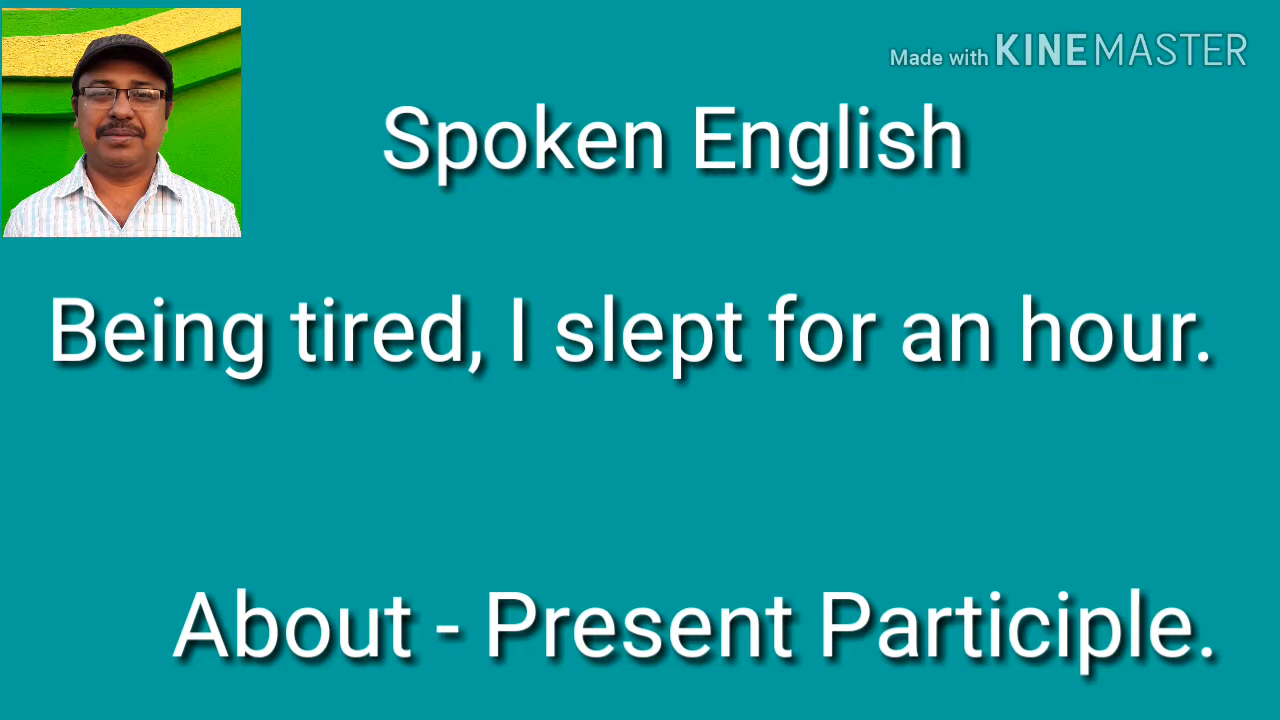 Made with KINEMASTER
Spoken English
Being tired, I slept for an hour.
About - Present Participle.